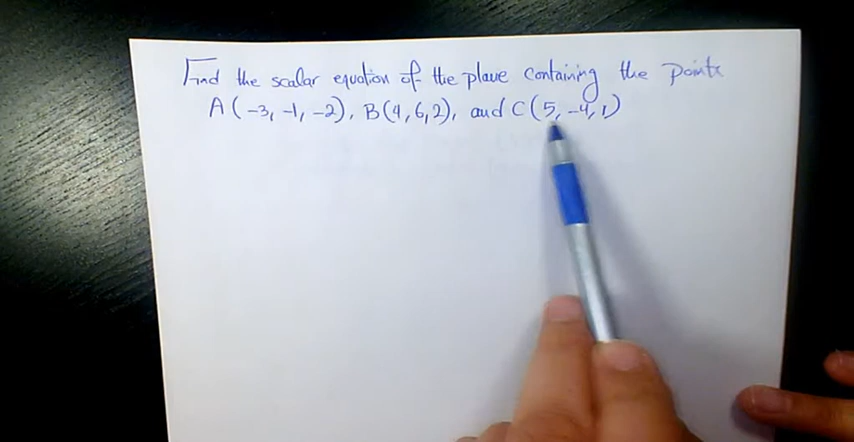 Find the scalar equation of the plane containing the points
A(-3, -1, -2), B(4, 6, 2), and C(5, -4, 1)